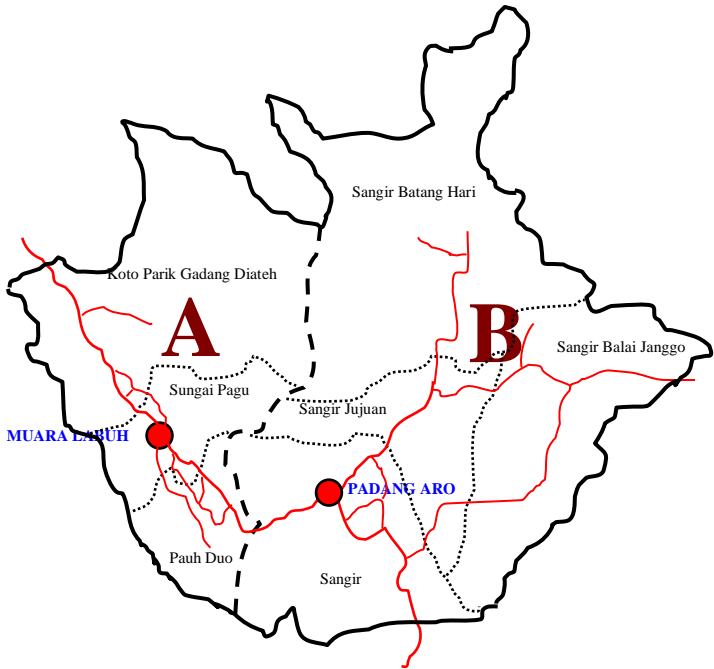 Sangir Batang Hari
Koto Parik Gadang Diateh
A
B
Sangir Balai Janggo
Sungai Pagu
Sangir Jujuan
MUARA LABUH
PADANG ARO
Pauh Duo
Sangir